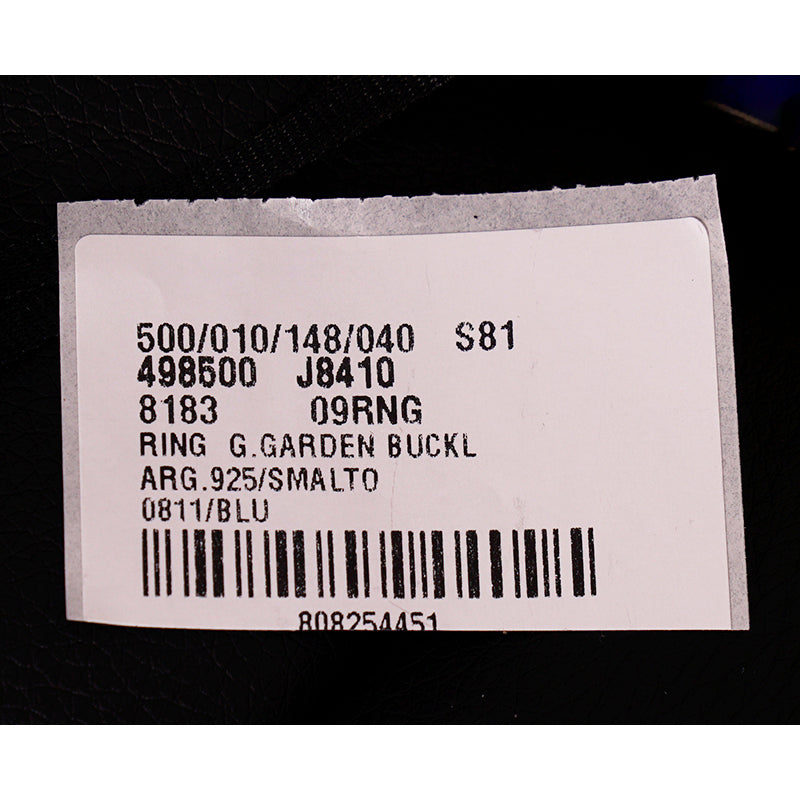 500/010/148/040 S81
498500 J8410
8183 09RNG
RING G.GARDEN BUCKL
ARG.925/SMALTO
0811/BLU
808254451